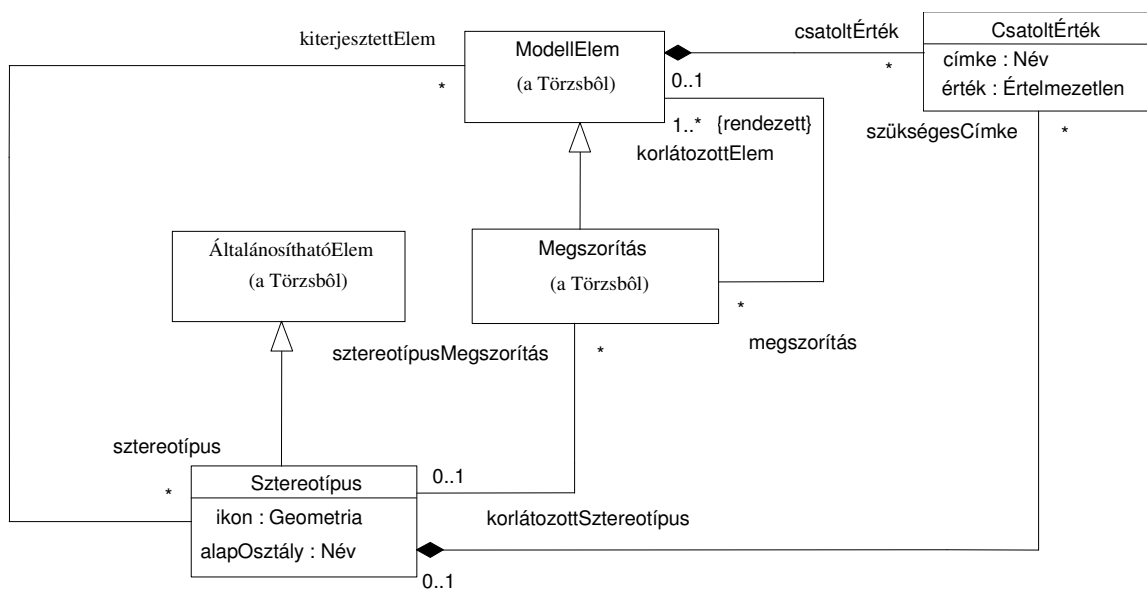 kiterjesztettElem
*
ModellElem
(a Törzsbôl)
0..1
csatoltÉrték
*
CsatoltÉrték
címke : Név
érték : Értelmezetlen
1..* {rendezett}
korlátozottElem
szükségesCímke
*
ÁltalánosíthatóElem
(a Törzsbôl)
Megszorítás
(a Törzsbôl)
*
megszorítás
sztereotípusMegszorítás
*
sztereotípus
*
Sztereotípus
ikon : Geometria
alapOsztály : Név
0..1
korlátozottSztereotípus
0..1